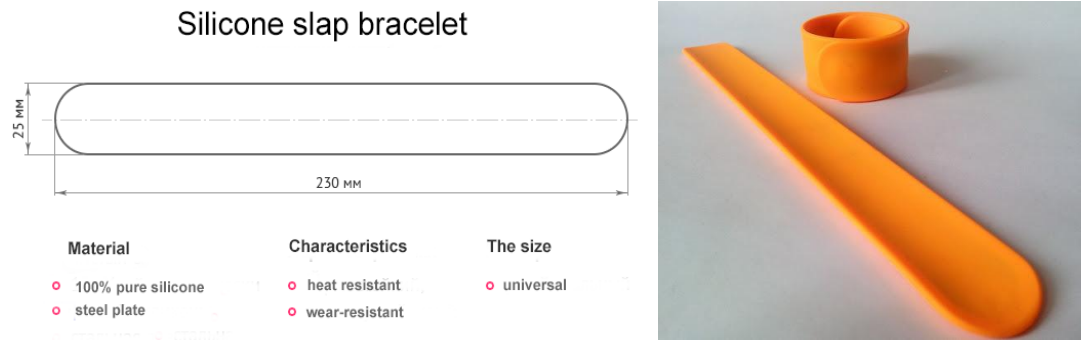 Silicone slap bracelet
25 мм
230 мм
Material
100% pure silicone
steel plate
Characteristics
heat resistant
wear-resistant
The size
universal